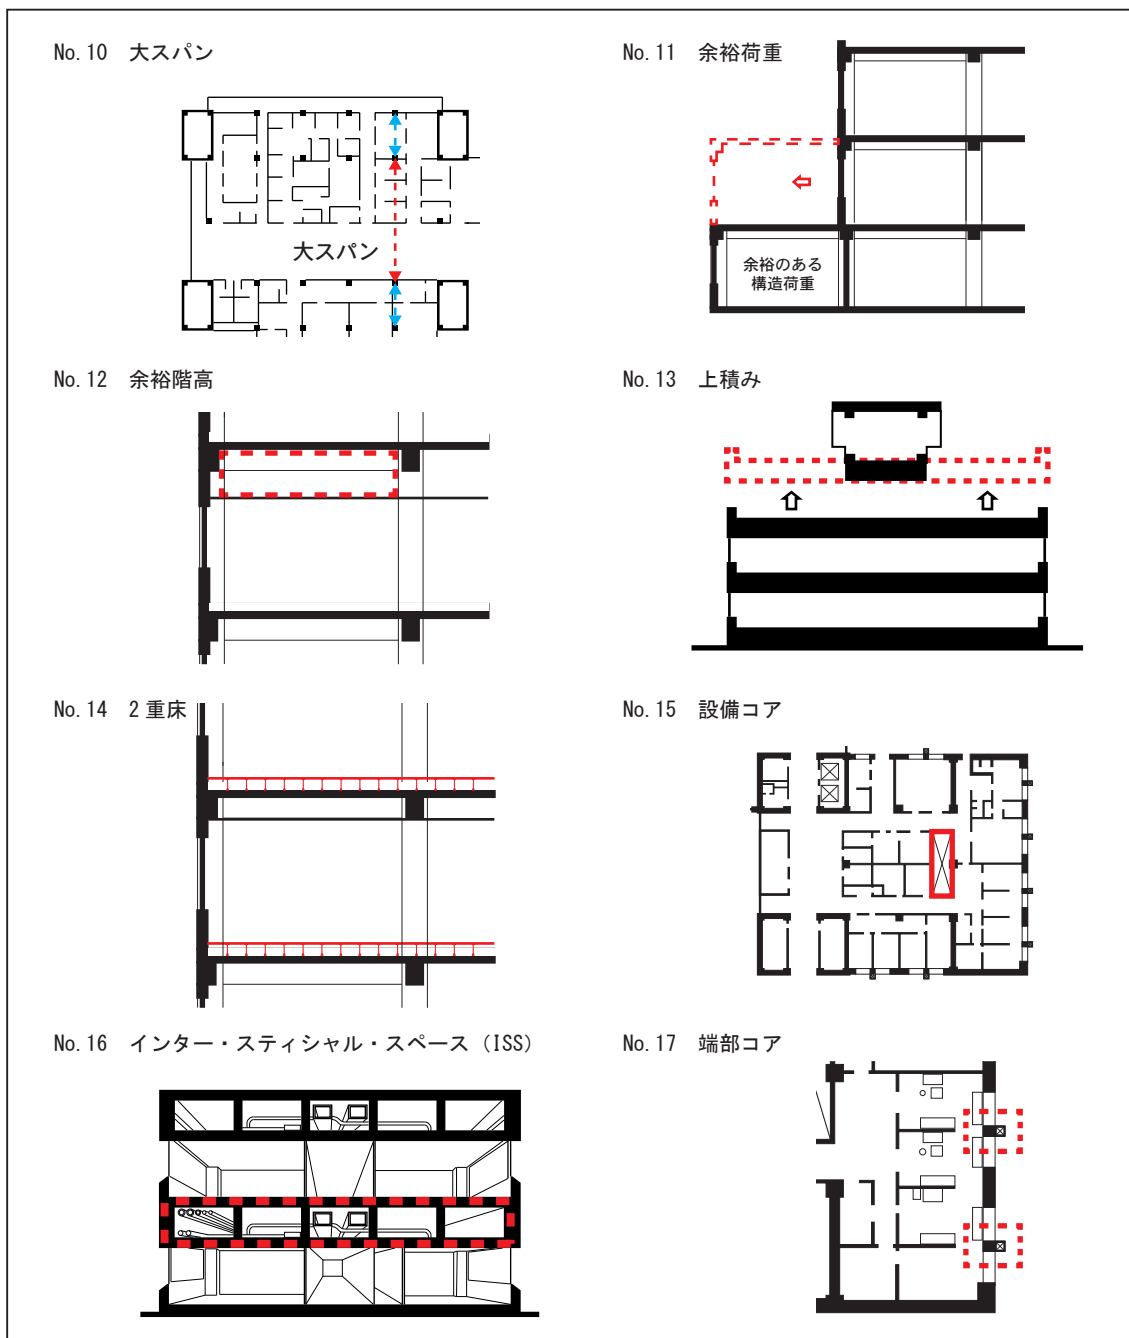 No.10 大スパン
大スパン
No.11 余裕荷重
余裕のある
構造荷重
No.12 余裕階高
No.13 上積み
No.14 2重床
No.15 設備コア
No.16 インター・スティシャル・スペース（ISS）
No.17 端部コア